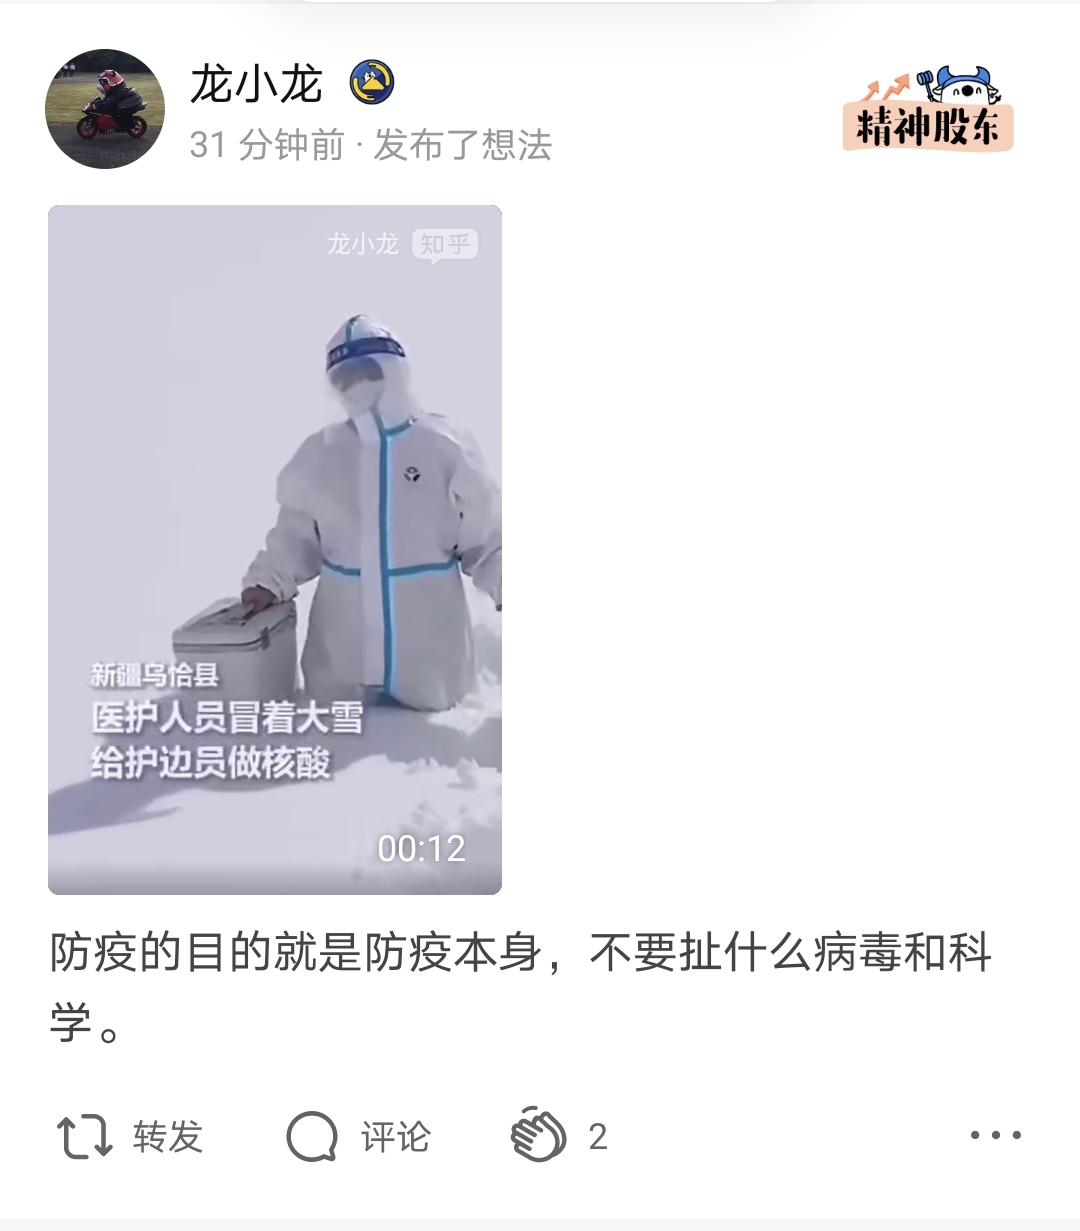 龙小龙
31 分钟前 · 发布了想法
精神股东
龙小龙 知乎
新疆乌恰县
医护人员冒着大雪
给护边员做核酸
00:12
防疫的目的就是防疫本身，不要扯什么病毒和科
学。
转发 评论 2